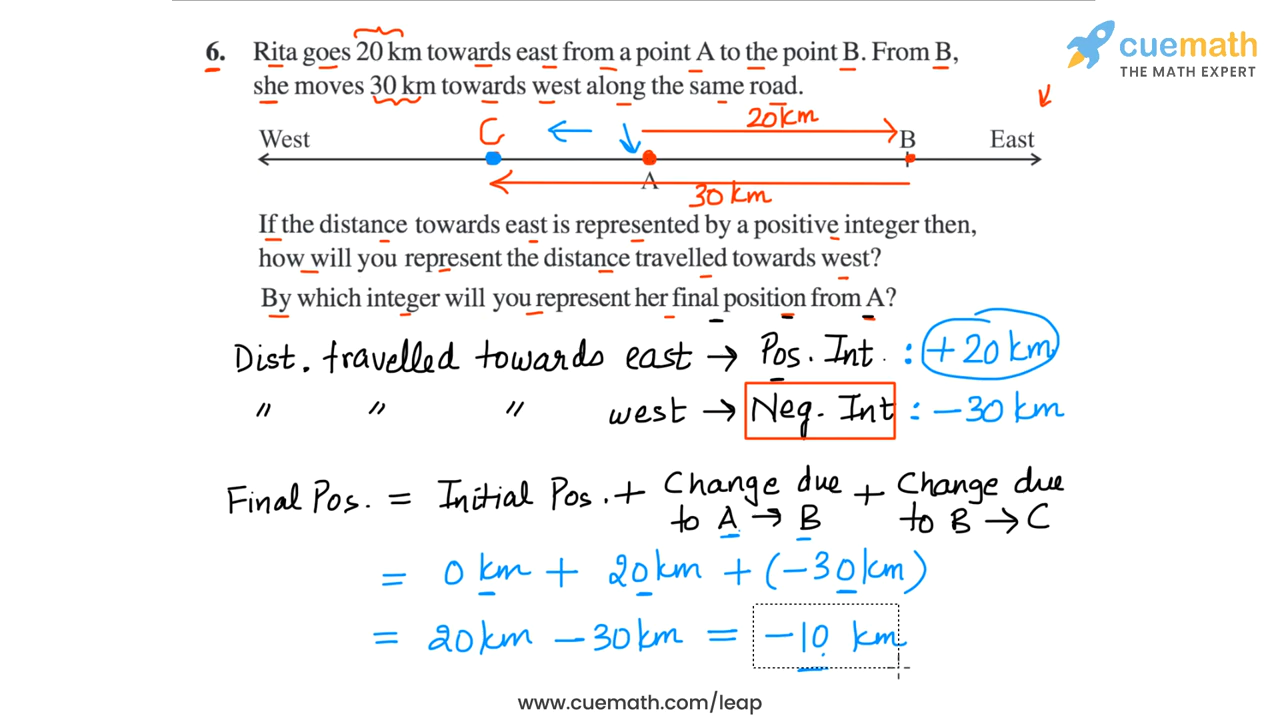 cuemath
THE MATH EXPERT
6. Rita goes 20 km towards east from a point A to the point B. From B,
she moves 30 km towards west along the same road.
20 km
C
West B East
A
30 km
If the distance towards east is represented by a positive integer then,
how will you represent the distance travelled towards west?
By which integer will you represent her final position from A?
Dist. travelled towards east → Pos. Int. : +20 km
" " " west → Neg. Int : −30 km
Final Pos. = Initial Pos. + Change due + Change due
to A → B to B → C
= 0 km + 20 km + (−30 km)
= 20 km − 30 km = −10 km
www.cuemath.com/leap